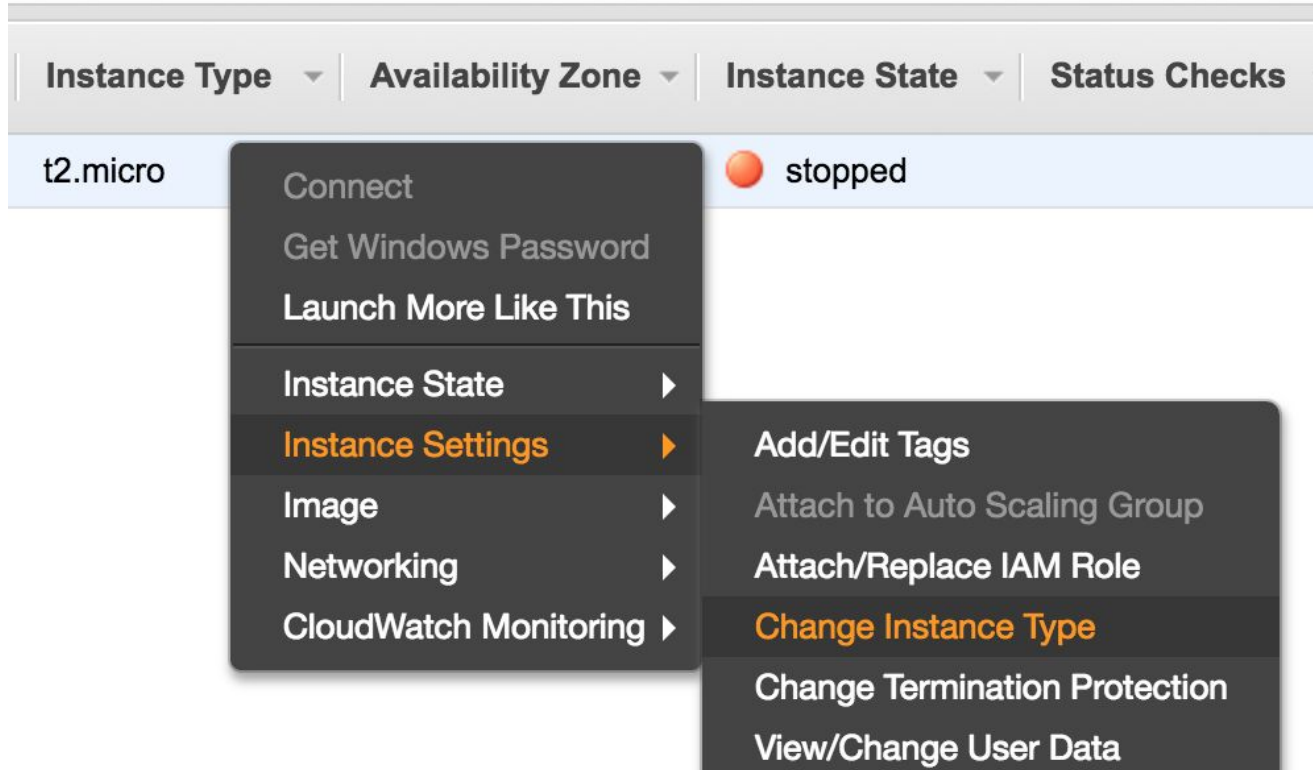 Instance Type Availability Zone Instance State Status Checks
t2.micro stopped
Connect
Get Windows Password
Launch More Like This
Instance State
Instance Settings
Image
Networking
CloudWatch Monitoring
Add/Edit Tags
Attach to Auto Scaling Group
Attach/Replace IAM Role
Change Instance Type
Change Termination Protection
View/Change User Data